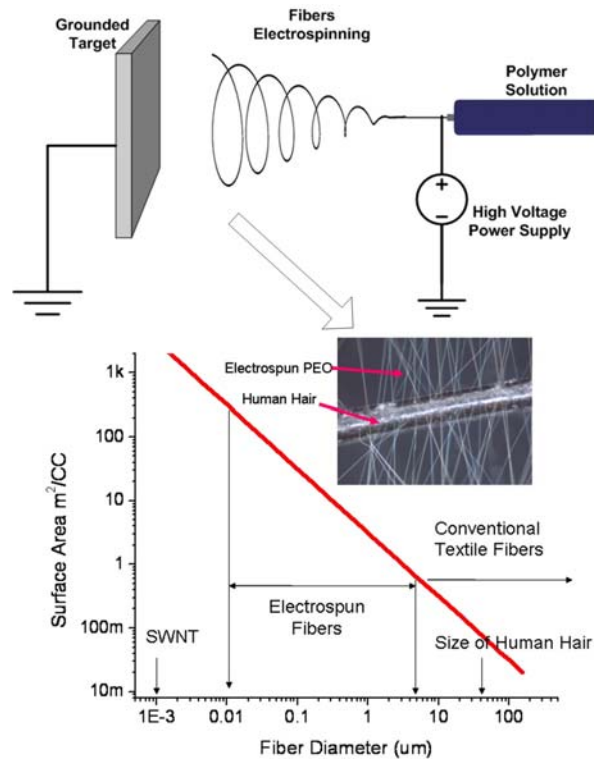 Grounded
Target
Fibers
Electrospinning
Polymer
Solution
+
−
High Voltage
Power Supply
Electrospun PEO
Human Hair
Surface Area m²/CC
1k
100
10
1
100m
10m
Conventional
Textile Fibers
Electrospun
Fibers
SWNT
Size of Human Hair
1E-3
0.01
0.1
1
10
100
Fiber Diameter (um)